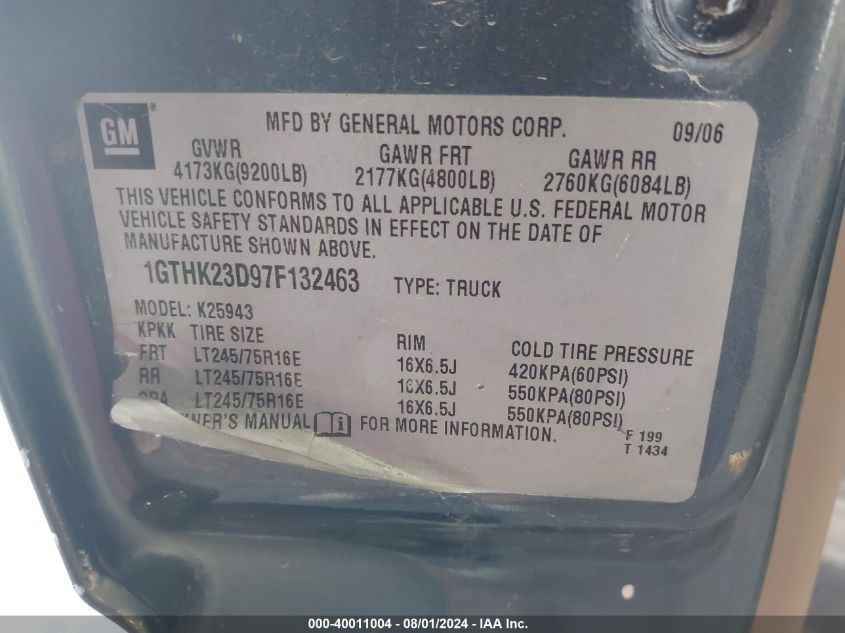 GM ®
MFD BY GENERAL MOTORS CORP. 09/06
GVWR GAWR FRT GAWR RR
4173KG(9200LB) 2177KG(4800LB) 2760KG(6084LB)
THIS VEHICLE CONFORMS TO ALL APPLICABLE U.S. FEDERAL MOTOR
VEHICLE SAFETY STANDARDS IN EFFECT ON THE DATE OF
MANUFACTURE SHOWN ABOVE.
1GTHK23D97F132463 TYPE: TRUCK
MODEL: K25943
KPKK TIRE SIZE RIM COLD TIRE PRESSURE
FRT LT245/75R16E 16X6.5J 420KPA(60PSI)
RR LT245/75R16E 16X6.5J 550KPA(80PSI)
LT245/75R16E 16X6.5J 550KPA(80PSI)
MANUAL FOR MORE INFORMATION.
F 199
T 1434
000-40011004 - 08/01/2024 - IAA Inc.